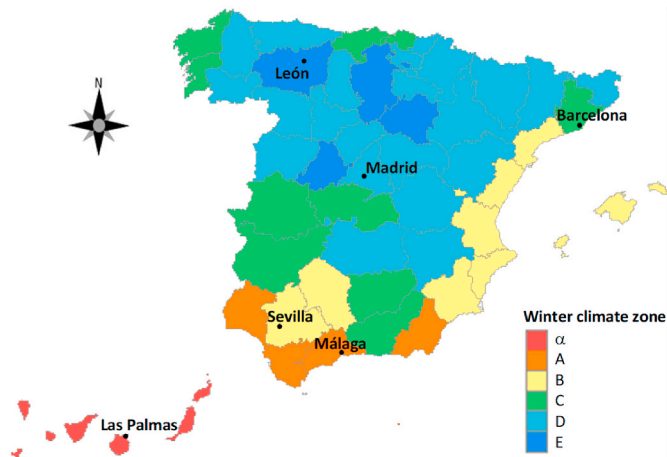 León
N
Barcelona
Madrid
Winter climate zone
Sevilla
α
Málaga
A
B
C
Las Palmas
D
E